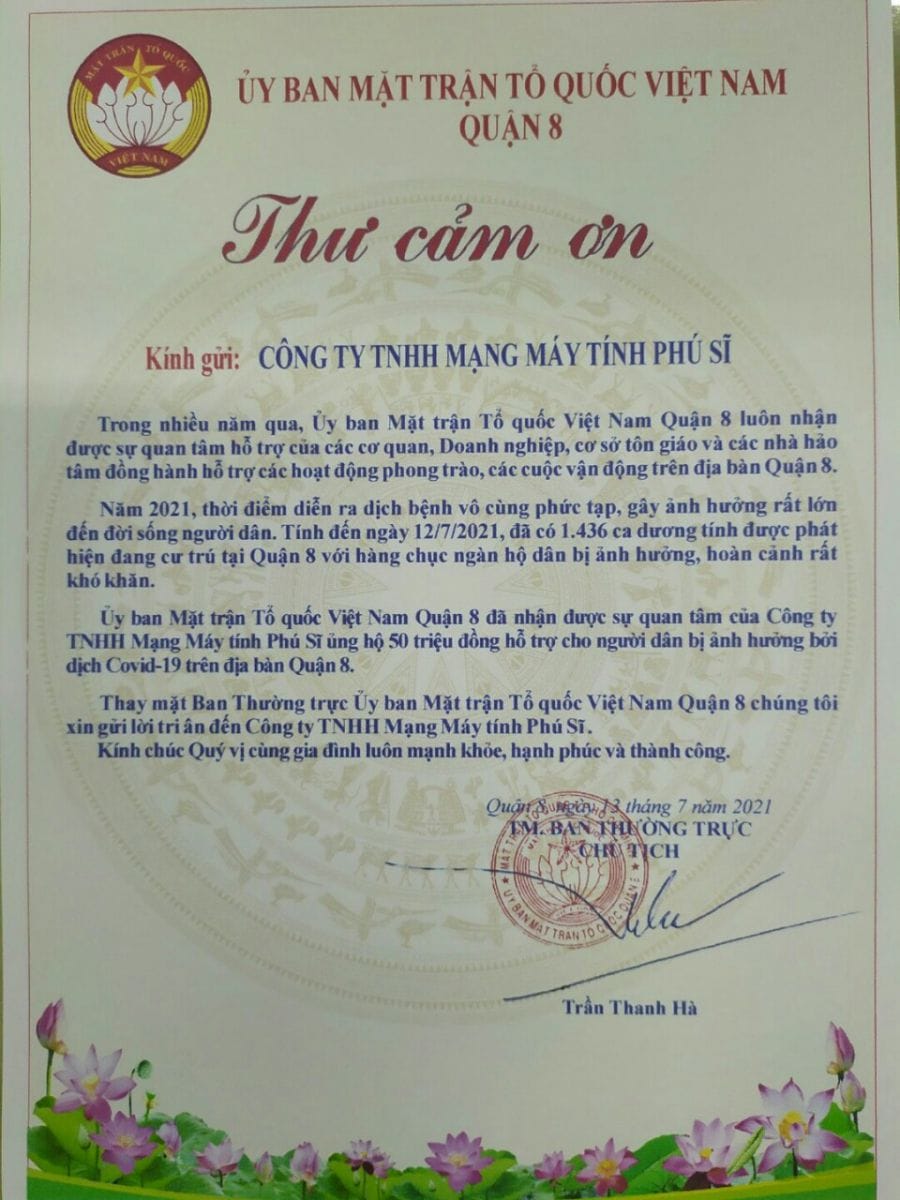 MẶT TRẬN TỔ QUỐC
VIỆT NAM
ỦY BAN MẶT TRẬN TỔ QUỐC VIỆT NAM
QUẬN 8
Thư cảm ơn
Kính gửi: CÔNG TY TNHH MẠNG MÁY TÍNH PHÚ SĨ
Trong nhiều năm qua, Ủy ban Mặt trận Tổ quốc Việt Nam Quận 8 luôn nhận
được sự quan tâm hỗ trợ của các cơ quan, Doanh nghiệp, cơ sở tôn giáo và các nhà hảo
tâm đồng hành hỗ trợ các hoạt động phong trào, các cuộc vận động trên địa bàn Quận 8.
Năm 2021, thời điểm diễn ra dịch bệnh vô cùng phức tạp, gây ảnh hưởng rất lớn
đến đời sống người dân. Tính đến ngày 12/7/2021, đã có 1.436 ca dương tính được phát
hiện đang cư trú tại Quận 8 với hàng chục ngàn hộ dân bị ảnh hưởng, hoàn cảnh rất
khó khăn.
Ủy ban Mặt trận Tổ quốc Việt Nam Quận 8 đã nhận được sự quan tâm của Công ty
TNHH Mạng Máy tính Phú Sĩ ủng hộ 50 triệu đồng hỗ trợ cho người dân bị ảnh hưởng bởi
dịch Covid-19 trên địa bàn Quận 8.
Thay mặt Ban Thường trực Ủy ban Mặt trận Tổ quốc Việt Nam Quận 8 chúng tôi
xin gửi lời tri ân đến Công ty TNHH Mạng Máy tính Phú Sĩ.
Kính chúc Quý vị cùng gia đình luôn mạnh khỏe, hạnh phúc và thành công.
Quận 8, ngày 13 tháng 7 năm 2021
TM. BAN THƯỜNG TRỰC
CHỦ TỊCH
Trần Thanh Hà